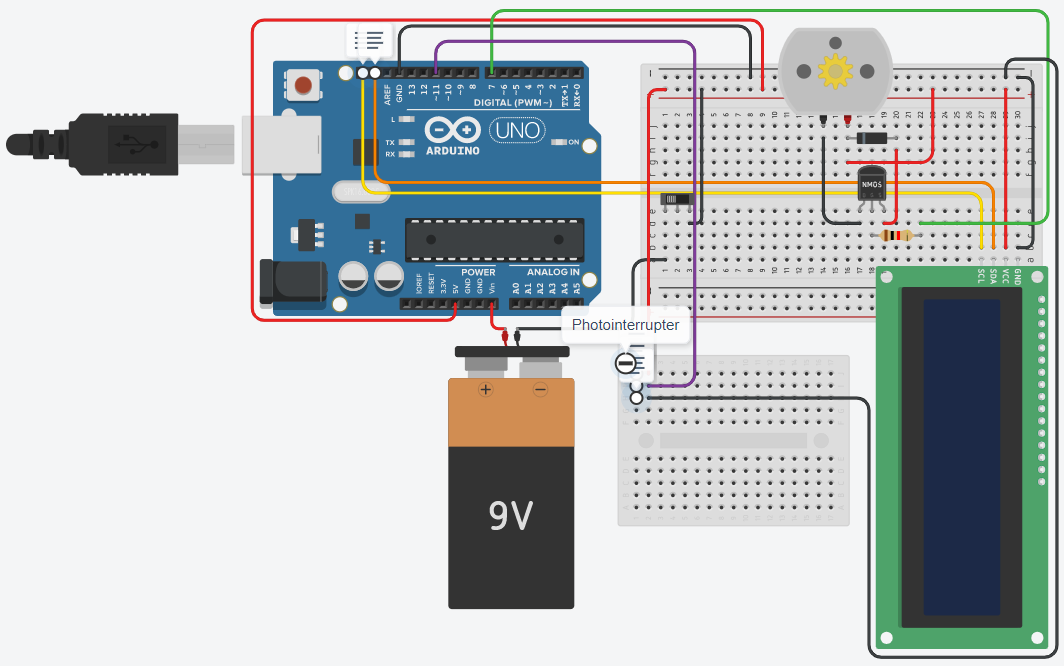 AREF
GND
13
12
~11
~10
~9
8
7
~6
~5
4
~3
2
TX→1
RX←0
DIGITAL (PWM~)
L
TX
RX
ARDUINO
UNO
ON
POWER
ANALOG IN
IOREF
RESET
3.3V
5V
GND
GND
Vin
A0
A1
A2
A3
A4
A5
NMOS
Photointerrupter
SCL
SDA
VCC
GND
+
−
9V